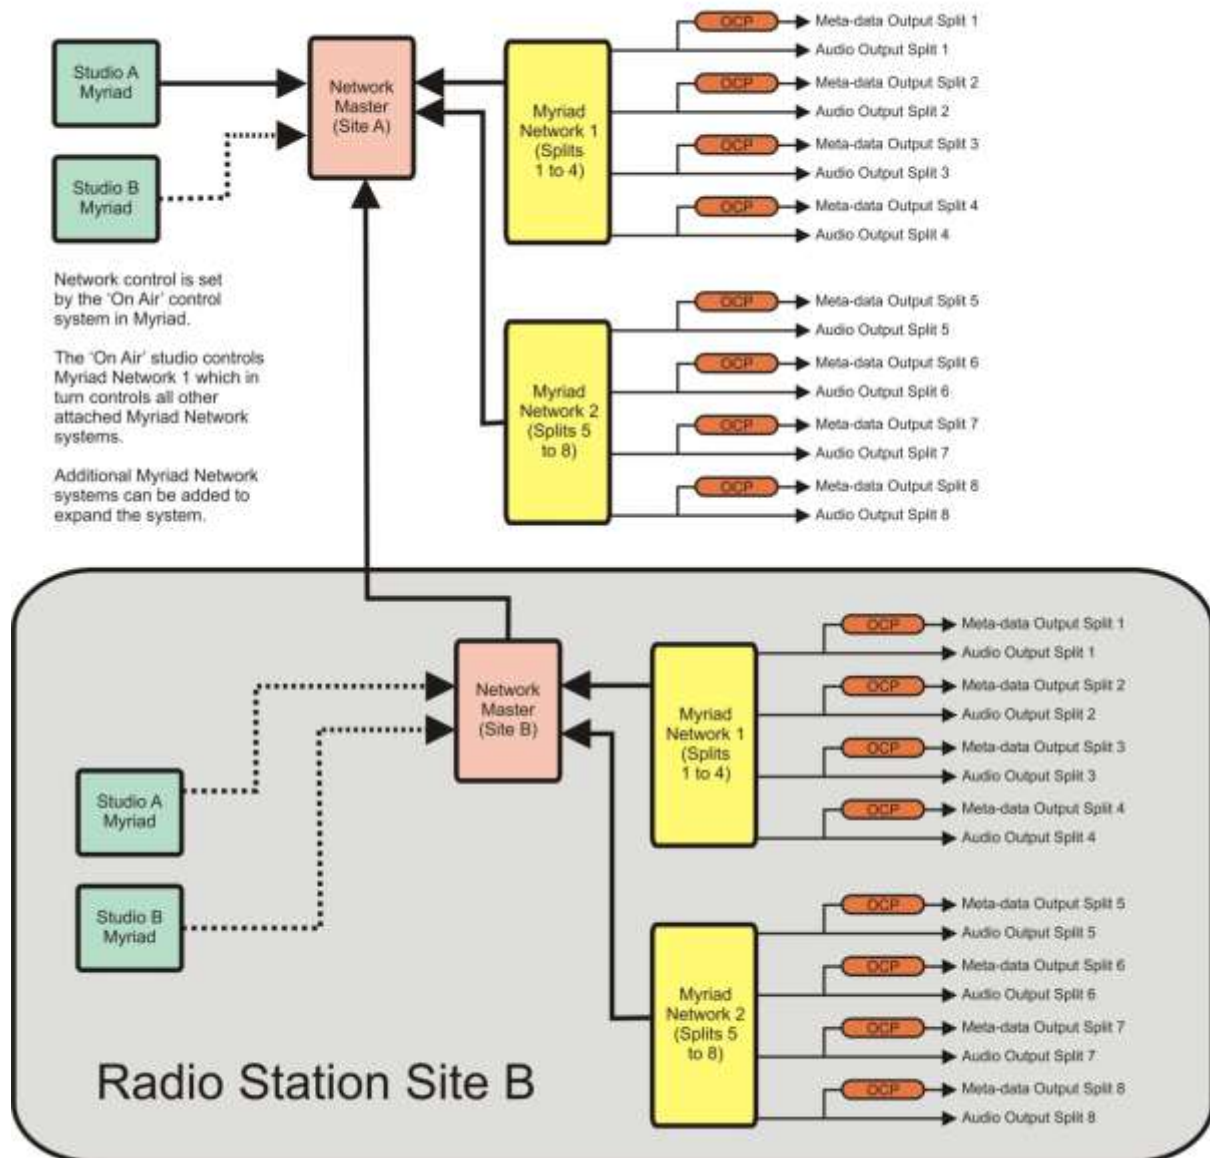 Studio A
Myriad
Studio B
Myriad
Network
Master
(Site A)
Myriad
Network 1
(Splits
1 to 4)
OCP
Meta-data Output Split 1
Audio Output Split 1
OCP
Meta-data Output Split 2
Audio Output Split 2
OCP
Meta-data Output Split 3
Audio Output Split 3
OCP
Meta-data Output Split 4
Audio Output Split 4
Network control is set
by the 'On Air' control
system in Myriad.
The 'On Air' studio controls
Myriad Network 1 which in
turn controls all other
attached Myriad Network
systems.
Additional Myriad Network
systems can be added to
expand the system.
Myriad
Network 2
(Splits 5
to 8)
OCP
Meta-data Output Split 5
Audio Output Split 5
OCP
Meta-data Output Split 6
Audio Output Split 6
OCP
Meta-data Output Split 7
Audio Output Split 7
OCP
Meta-data Output Split 8
Audio Output Split 8
Network
Master
(Site B)
Studio A
Myriad
Studio B
Myriad
Myriad
Network 1
(Splits
1 to 4)
OCP
Meta-data Output Split 1
Audio Output Split 1
OCP
Meta-data Output Split 2
Audio Output Split 2
OCP
Meta-data Output Split 3
Audio Output Split 3
OCP
Meta-data Output Split 4
Audio Output Split 4
Myriad
Network 2
(Splits 5
to 8)
OCP
Meta-data Output Split 5
Audio Output Split 5
OCP
Meta-data Output Split 6
Audio Output Split 6
OCP
Meta-data Output Split 7
Audio Output Split 7
OCP
Meta-data Output Split 8
Audio Output Split 8
Radio Station Site B